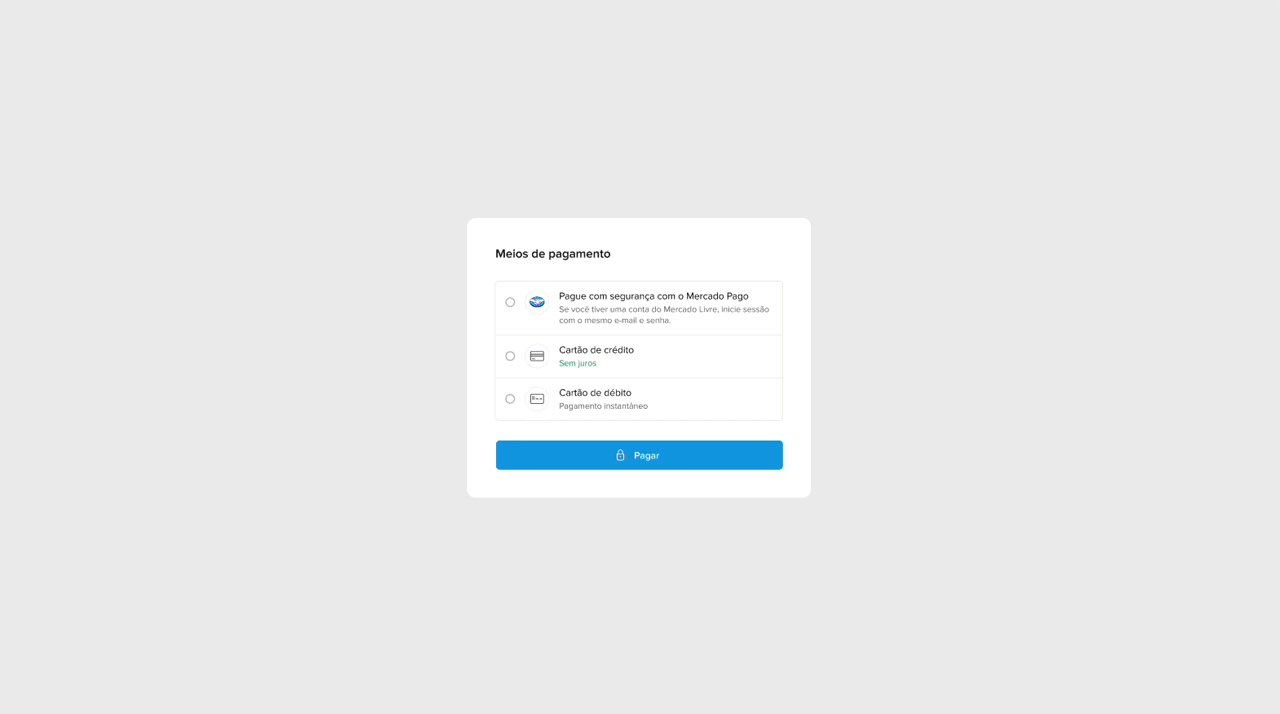 Meios de pagamento
Pague com segurança com o Mercado Pago
Se você tiver uma conta do Mercado Livre, inicie sessão
com o mesmo e-mail e senha.
Cartão de crédito
Sem juros
Cartão de débito
Pagamento instantâneo
Pagar